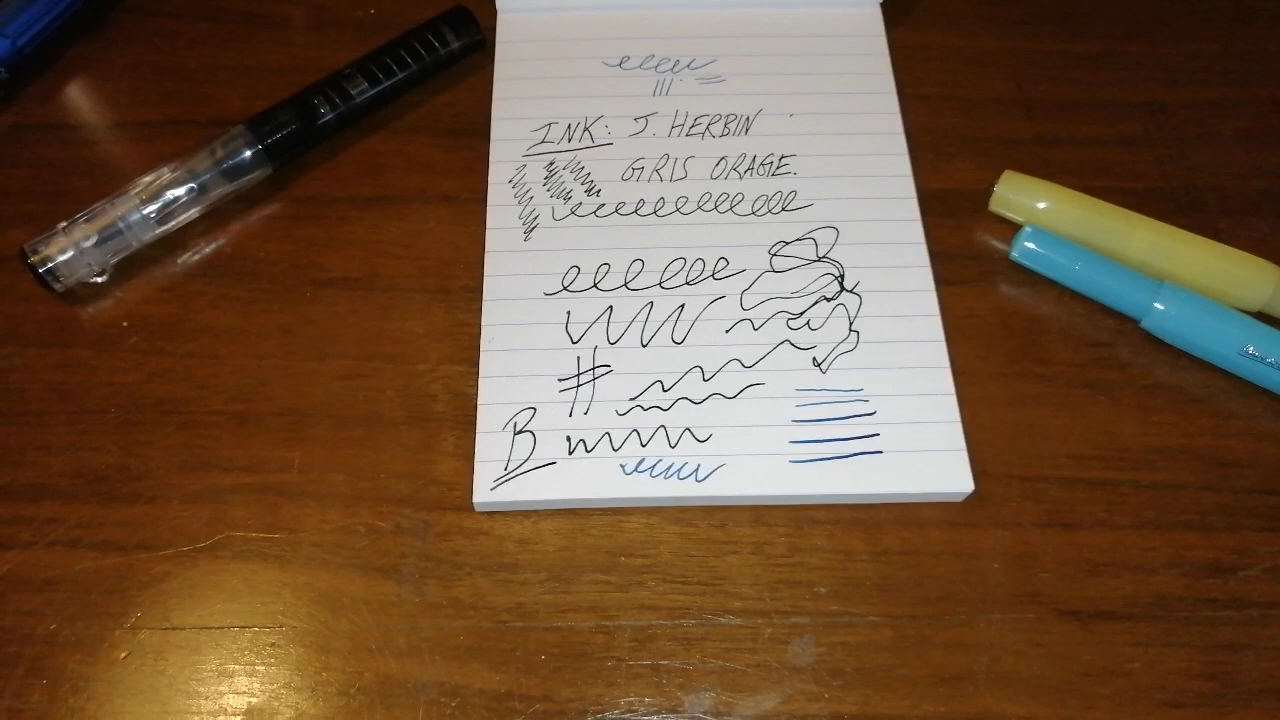 INK: J. HERBIN
GRIS ORAGE.
#
B